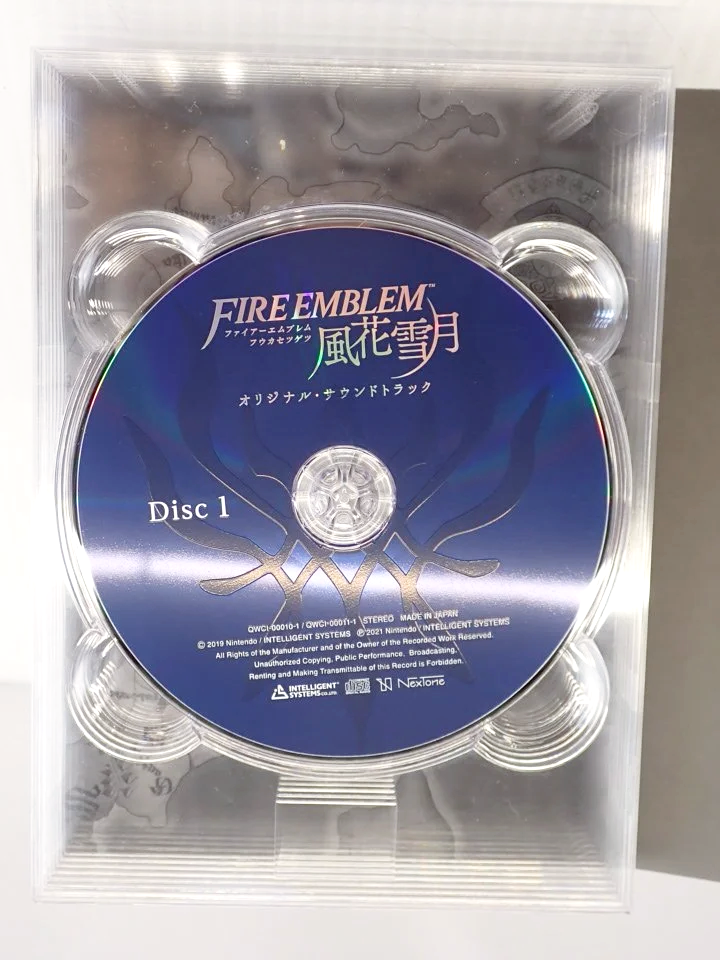 FIRE EMBLEM™
ファイアーエムブレム
フウカセツゲツ
風花雪月
オリジナル・サウンドトラック
Disc 1
QWCI-00010-1 / QWCI-00011-1 STEREO MADE IN JAPAN
© 2019 Nintendo / INTELLIGENT SYSTEMS ℗ 2021 Nintendo / INTELLIGENT SYSTEMS
All Rights of the Manufacturer and of the Owner of the Recorded Work Reserved.
Unauthorized Copying, Public Performance, Broadcasting,
Renting and Making Transmittable of this Record is Forbidden.
INTELLIGENT SYSTEMS CO., LTD. disc NexTone